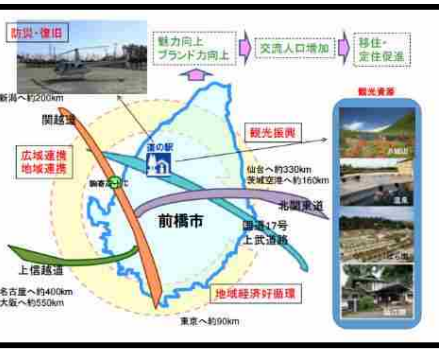 防災・復旧
魅力向上
ブランド力向上
交流人口増加
移住・
定住促進
新潟へ約200km
関越道
観光資源
道の駅
観光振興
広域連携
地域連携
仙台へ約330km
茨城空港へ約160km
北関東道
前橋市
国道17号
上武道路
上信越道
名古屋へ約400km
大阪へ約550km
地域経済好循環
東京へ約90km
温泉